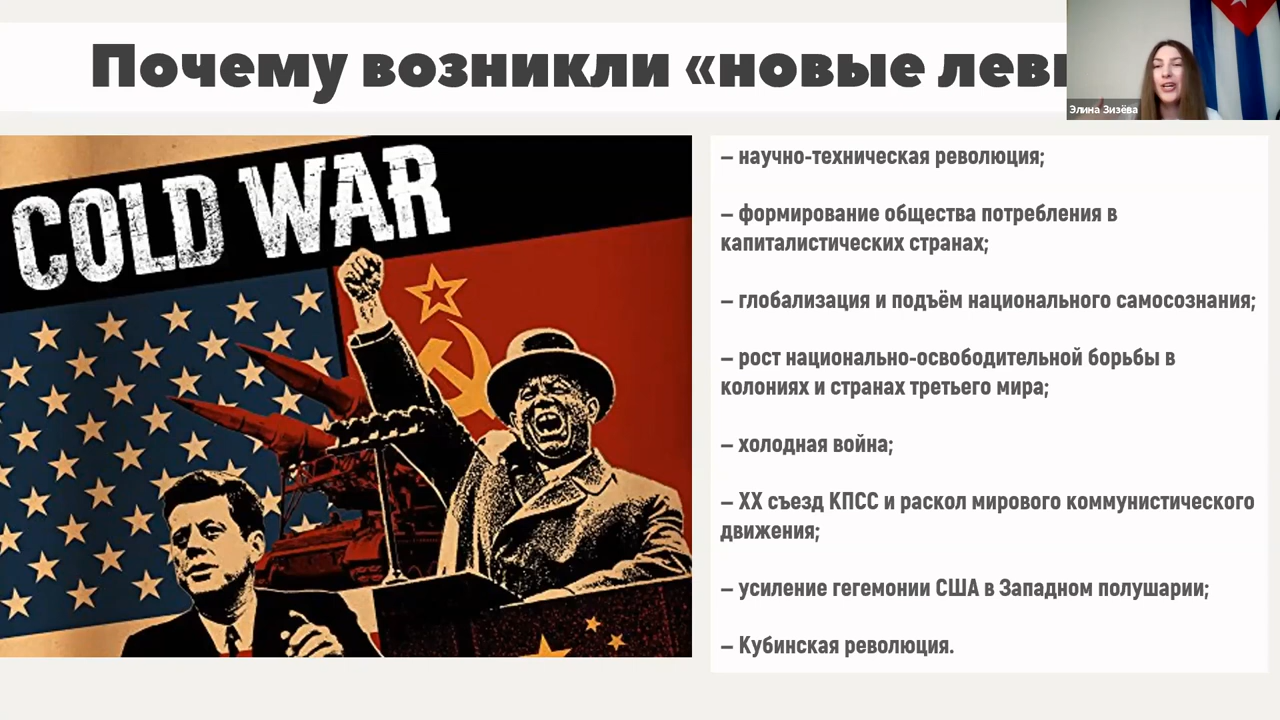 Почему возникли «новые
Элина Зизёва
COLD WAR
– научно-техническая революция;
– формирование общества потребления в
капиталистических странах;
– глобализация и подъём национального самосознания;
– рост национально-освободительной борьбы в
колониях и странах третьего мира;
– холодная война;
– XX съезд КПСС и раскол мирового коммунистического
движения;
– усиление гегемонии США в Западном полушарии;
– Кубинская революция.